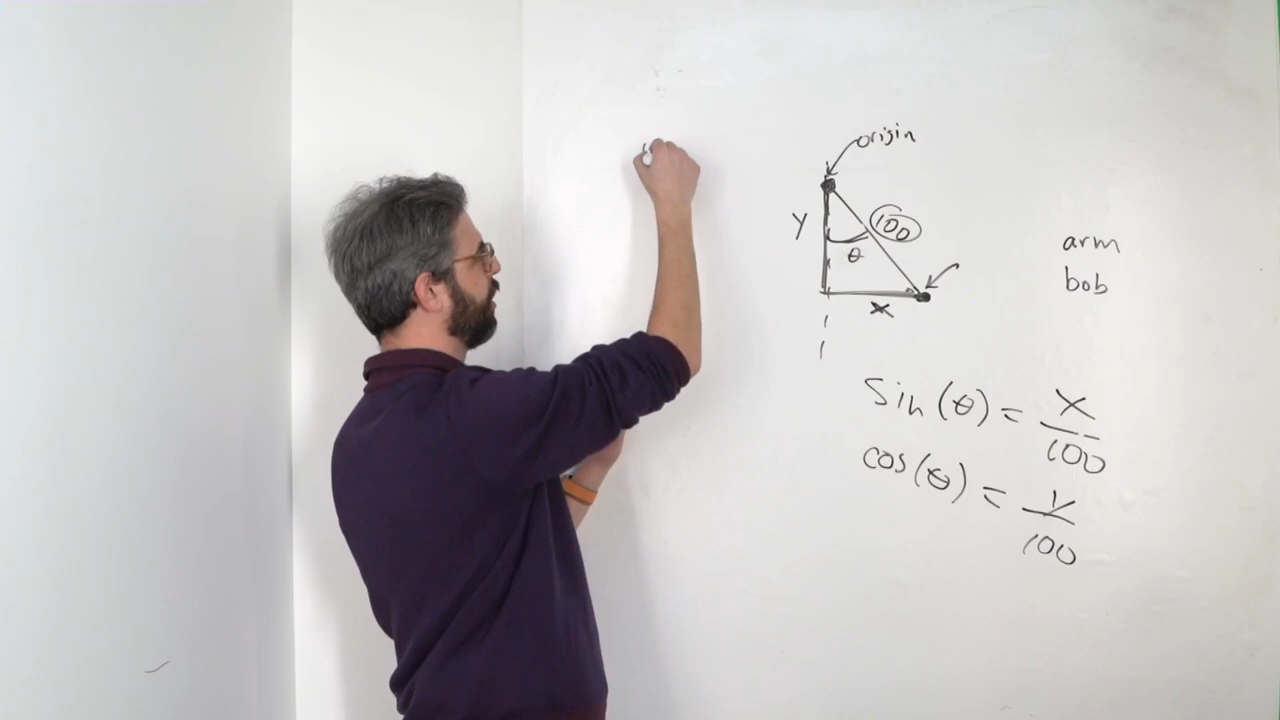 origin
y
100
θ
x
arm
bob
sin(θ) = x/100
cos(θ) = y/100